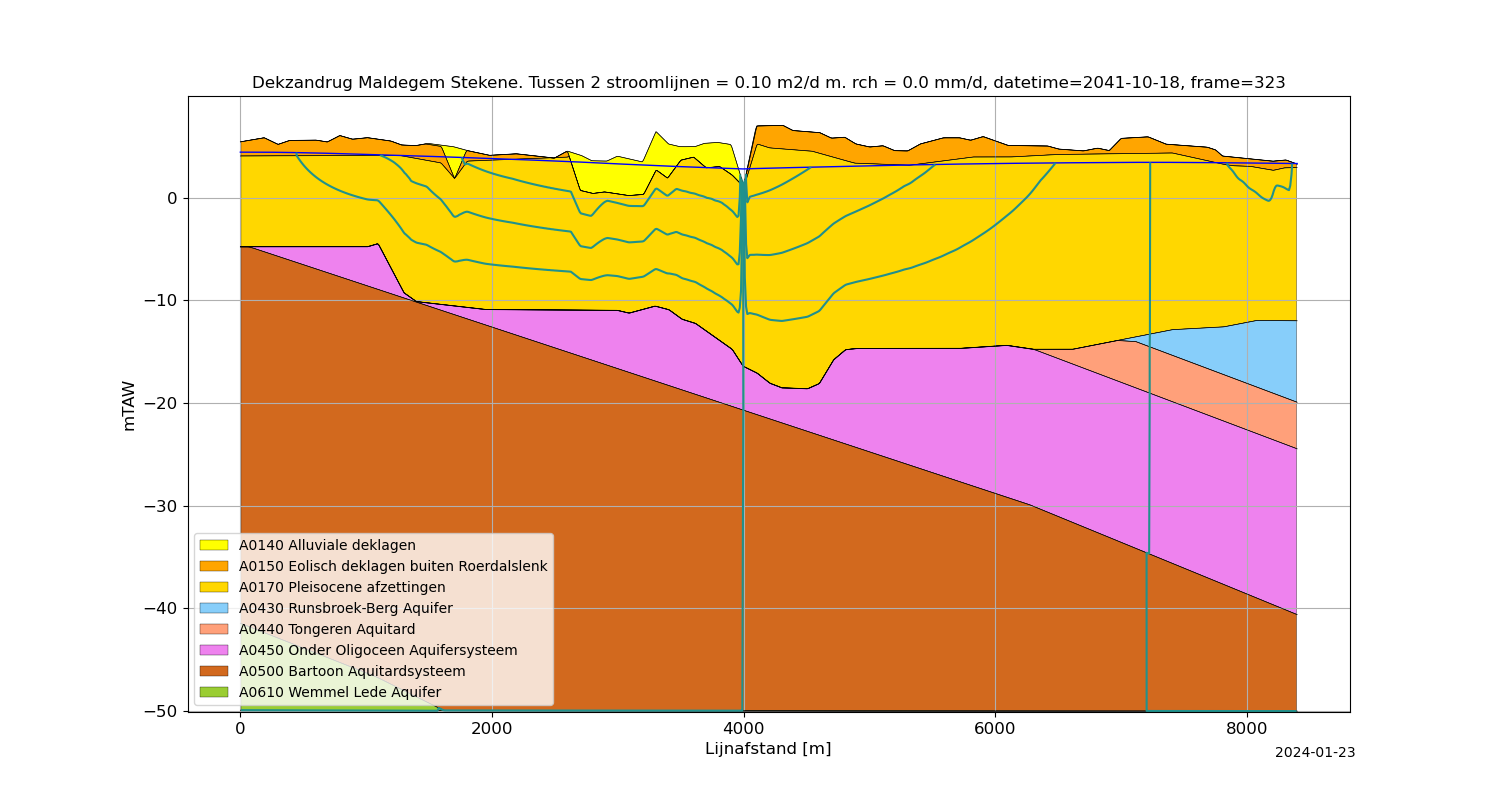 Dekzandrug Maldegem Stekene. Tussen 2 stroomlijnen = 0.10 m2/d m. rch = 0.0 mm/d, datetime=2041-10-18, frame=323
mTAW
0
−10
−20
−30
−40
−50
A0140 Alluviale deklagen
A0150 Eolisch deklagen buiten Roerdalslenk
A0170 Pleisocene afzettingen
A0430 Runsbroek-Berg Aquifer
A0440 Tongeren Aquitard
A0450 Onder Oligoceen Aquifersysteem
A0500 Bartoon Aquitardsysteem
A0610 Wemmel Lede Aquifer
0 2000 4000 6000 8000
Lijnafstand [m]
2024-01-23